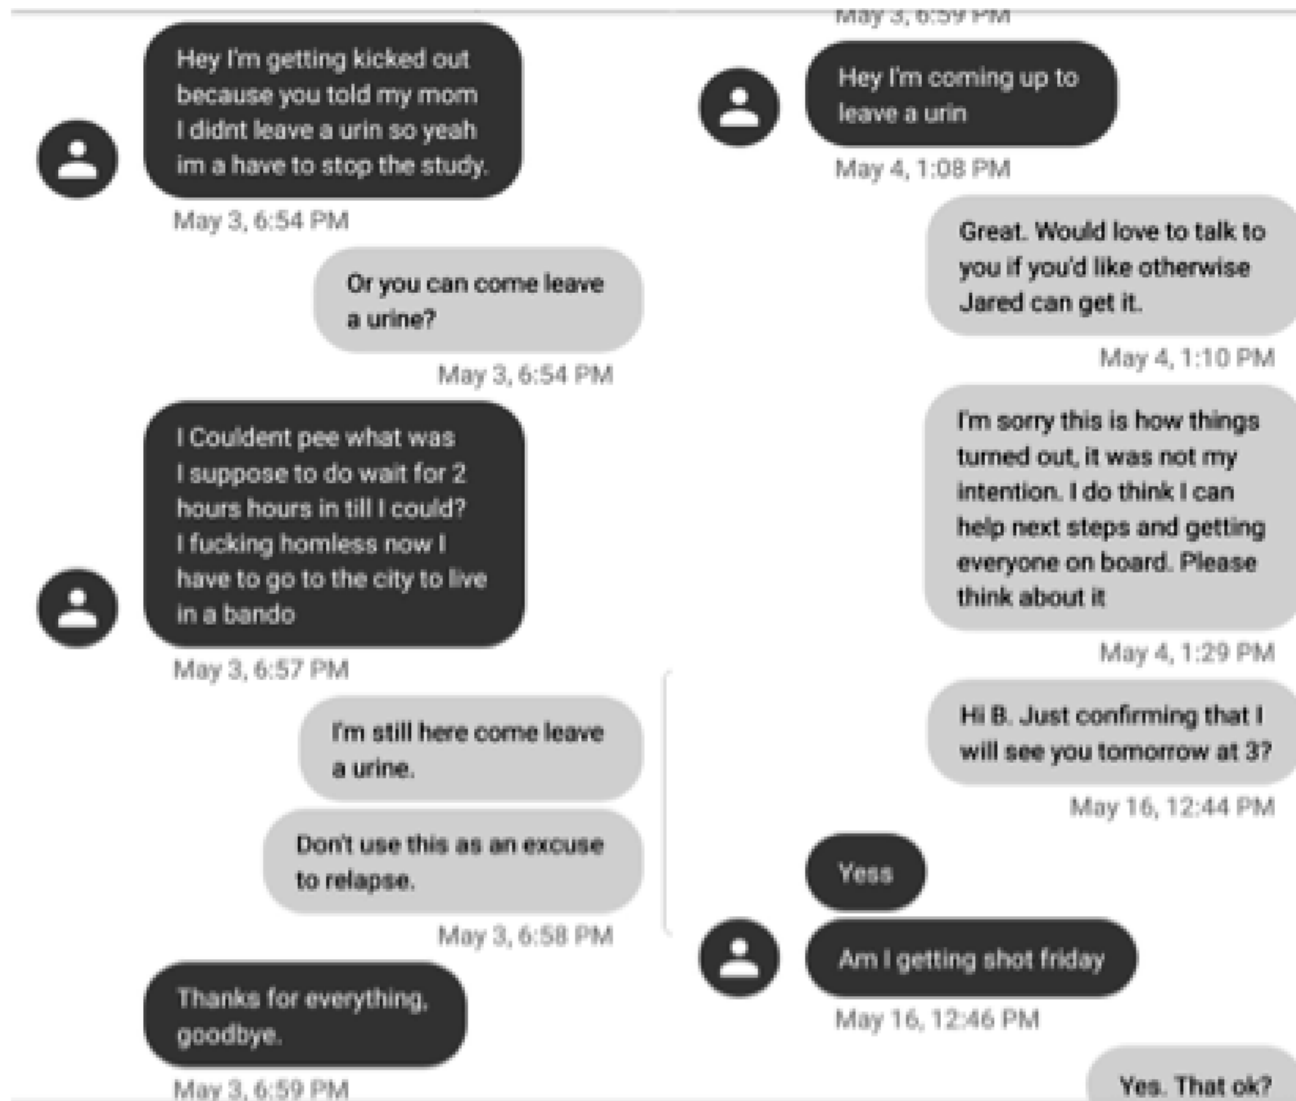 Hey I'm getting kicked out
because you told my mom
I didnt leave a urin so yeah
im a have to stop the study.
May 3, 6:54 PM
Or you can come leave
a urine?
May 3, 6:54 PM
I Couldent pee what was
I suppose to do wait for 2
hours hours in till I could?
I fucking homless now I
have to go to the city to live
in a bando
May 3, 6:57 PM
I'm still here come leave
a urine.
Don't use this as an excuse
to relapse.
May 3, 6:58 PM
Thanks for everything,
goodbye.
May 3, 6:59 PM
May 3, 6:59 PM
Hey I'm coming up to
leave a urin
May 4, 1:08 PM
Great. Would love to talk to
you if you'd like otherwise
Jared can get it.
May 4, 1:10 PM
I'm sorry this is how things
turned out, it was not my
intention. I do think I can
help next steps and getting
everyone on board. Please
think about it
May 4, 1:29 PM
Hi B. Just confirming that I
will see you tomorrow at 3?
May 16, 12:44 PM
Yess
Am I getting shot friday
May 16, 12:46 PM
Yes. That ok?